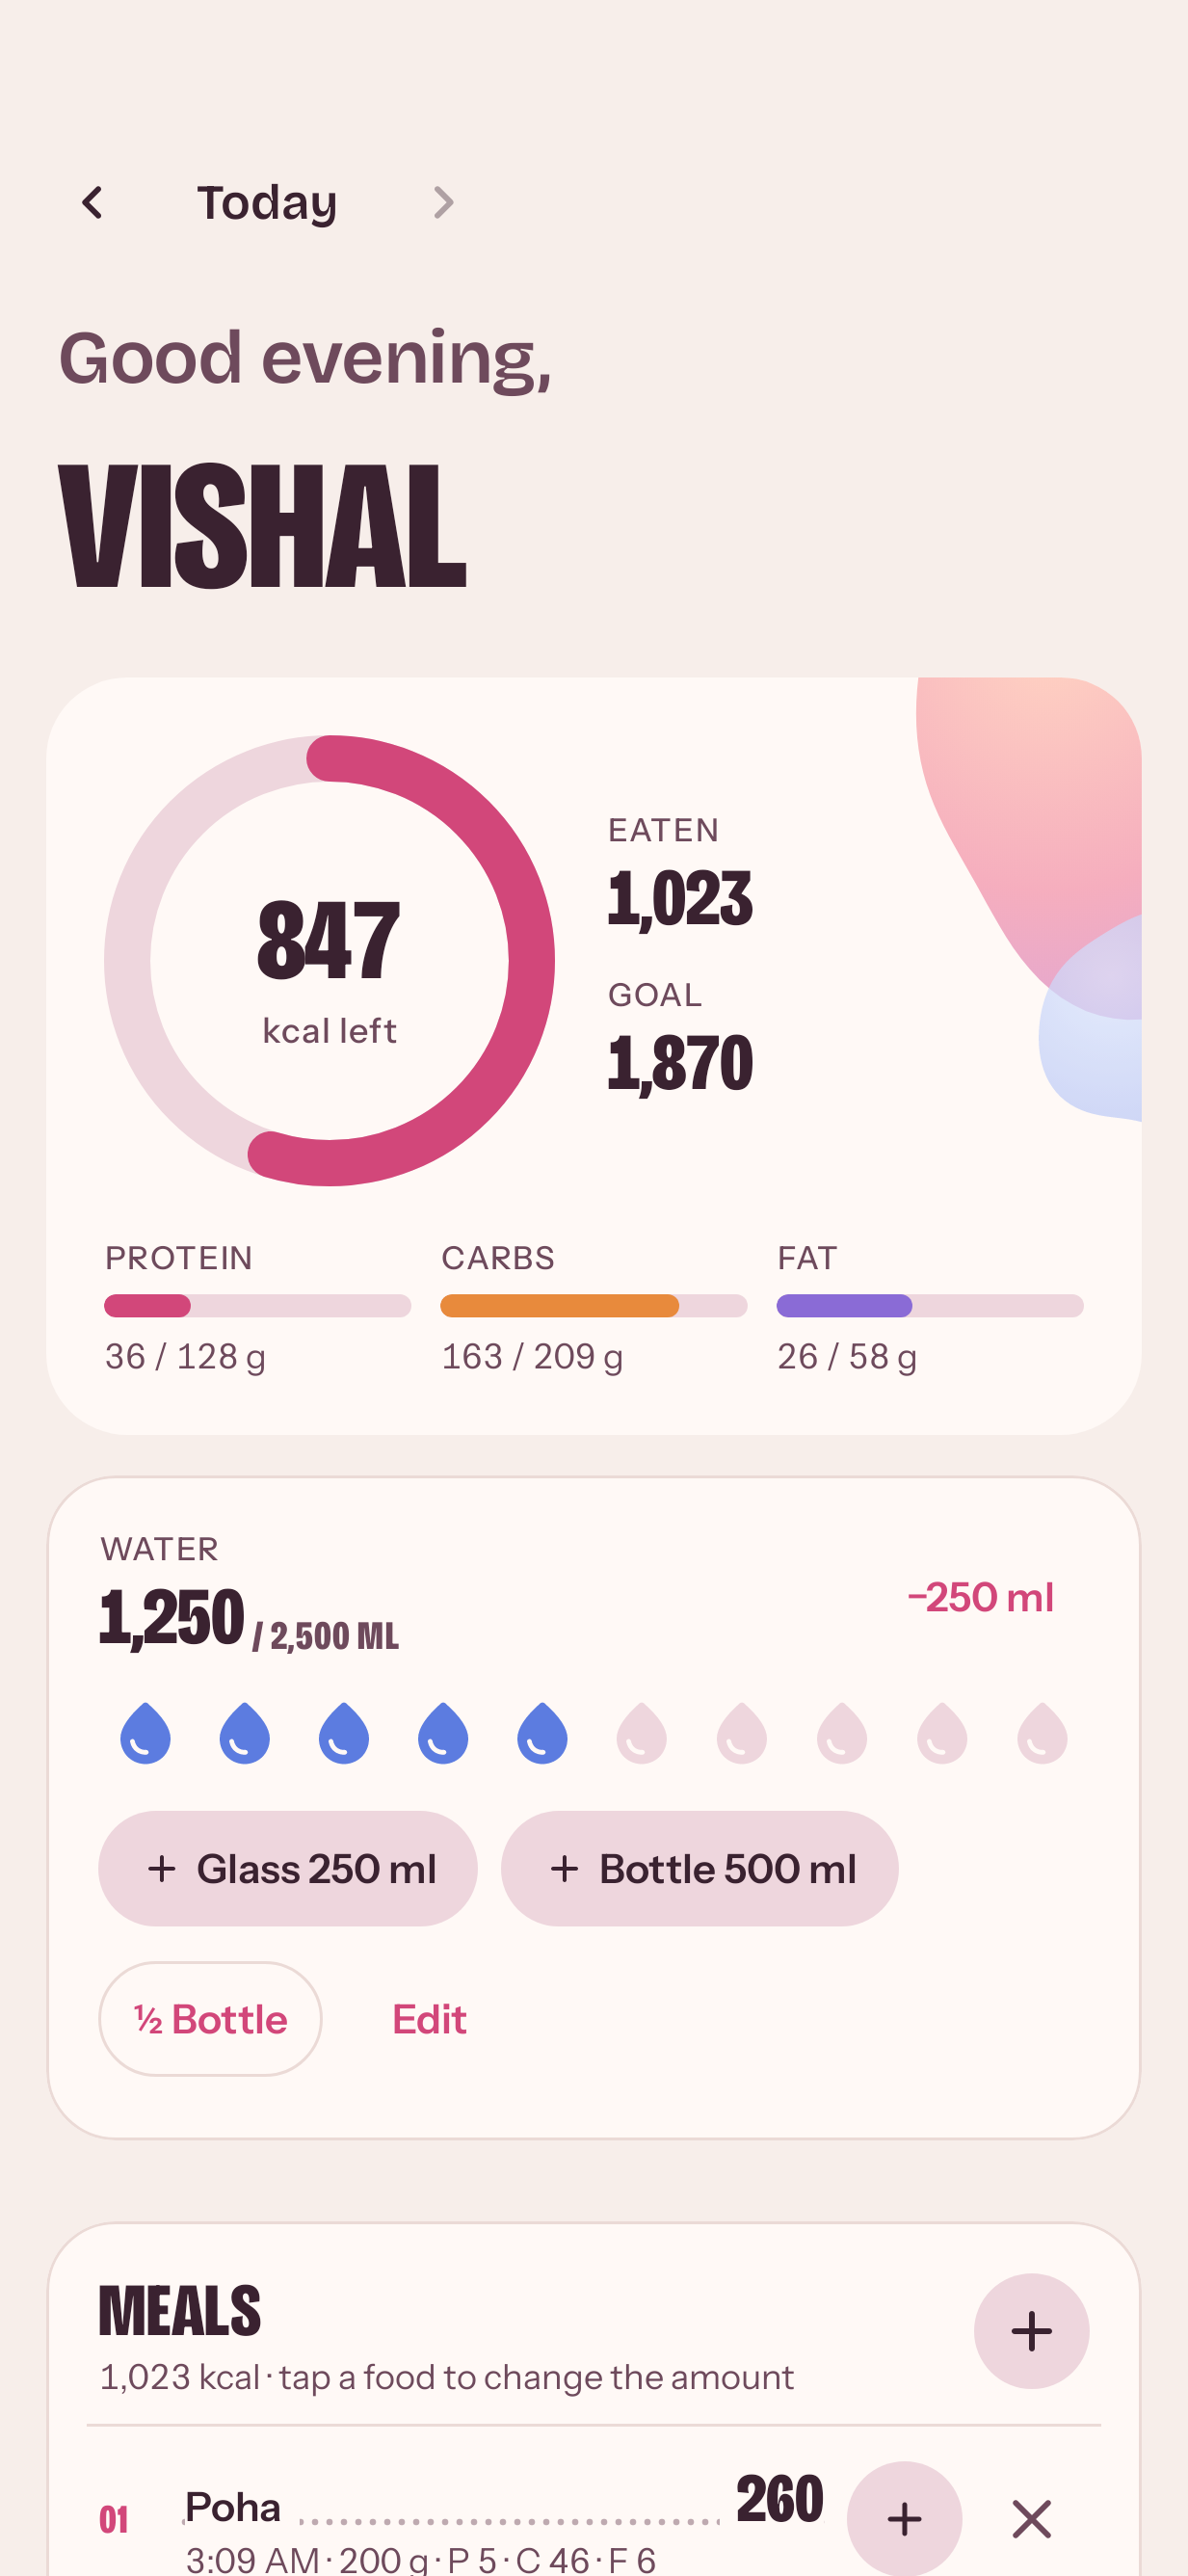 Today
Good evening,
VISHAL
847
kcal left
EATEN
1,023
GOAL
1,870
PROTEIN
36 / 128 g
CARBS
163 / 209 g
FAT
26 / 58 g
WATER
1,250 / 2,500 ML
−250 ml
+ Glass 250 ml
+ Bottle 500 ml
½ Bottle
Edit
MEALS
1,023 kcal · tap a food to change the amount
01 Poha 260
3:09 AM · 200 g · P 5 · C 46 · F 6